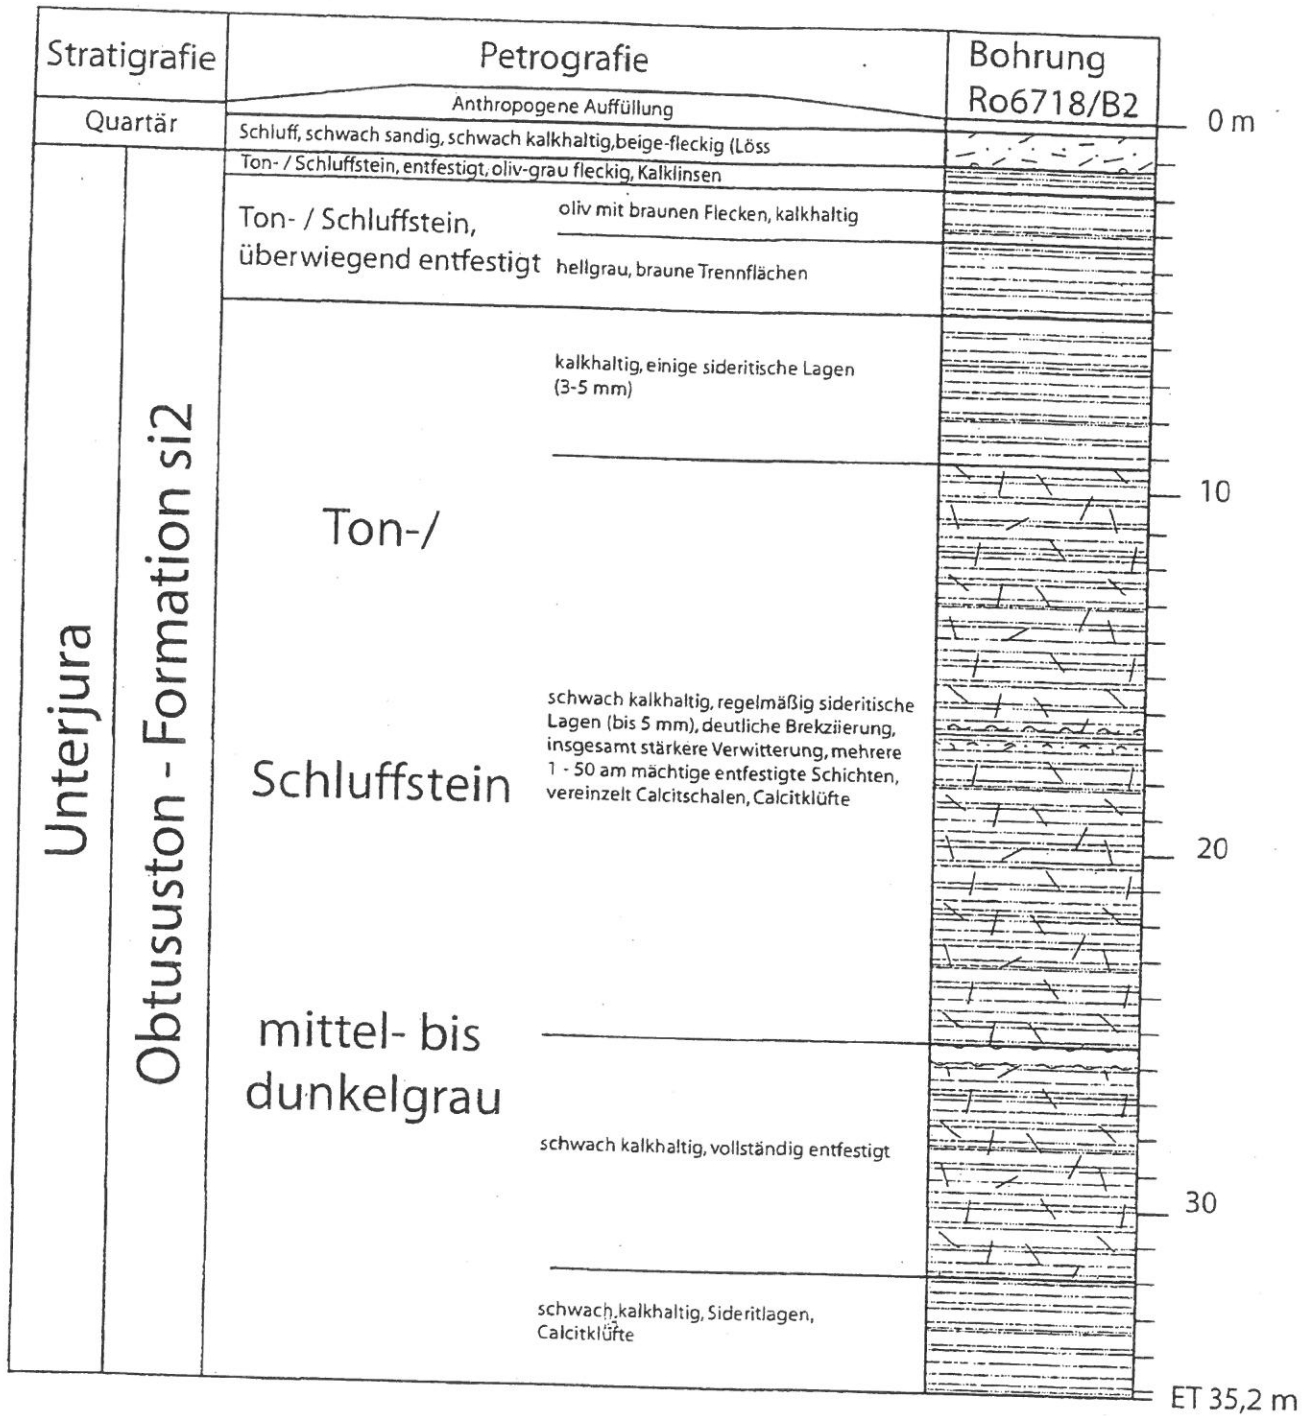 Stratigrafie
Petrografie
Bohrung
Ro6718/B2
Anthropogene Auffüllung
0 m
Quartär
Schluff, schwach sandig, schwach kalkhaltig,beige-fleckig (Löss
Ton- / Schluffstein, entfestigt, oliv-grau fleckig, Kalklinsen
Ton- / Schluffstein,
überwiegend entfestigt
oliv mit braunen Flecken, kalkhaltig
hellgrau, braune Trennflächen
kalkhaltig, einige sideritische Lagen
(3-5 mm)
10
Unterjura
Obtususton - Formation si2
Ton-/
Schluffstein
mittel- bis
dunkelgrau
schwach kalkhaltig, regelmäßig sideritische
Lagen (bis 5 mm), deutliche Brekziierung,
insgesamt stärkere Verwitterung, mehrere
1 - 50 am mächtige entfestigte Schichten,
vereinzelt Calcitschalen, Calcitklüfte
20
schwach kalkhaltig, vollständig entfestigt
30
schwach kalkhaltig, Sideritlagen,
Calcitklüfte
ET 35,2 m